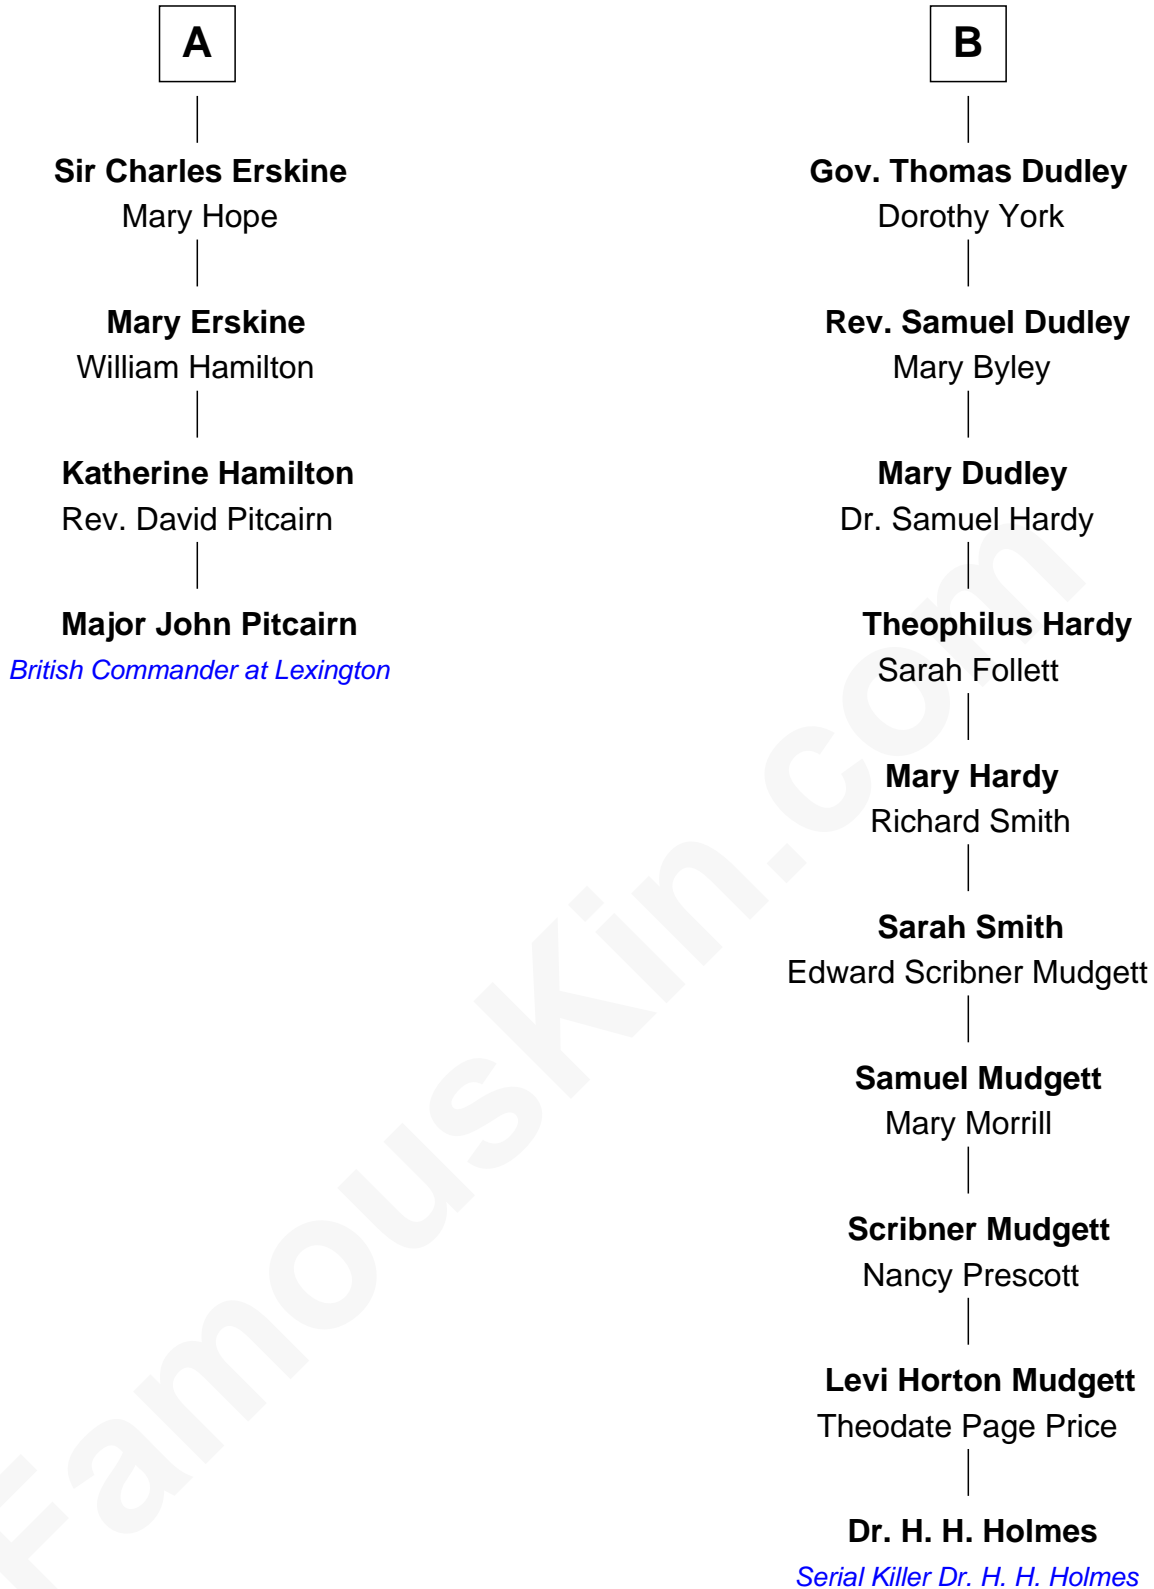 A
Sir Charles Erskine
Mary Hope
Mary Erskine
William Hamilton
Katherine Hamilton
Rev. David Pitcairn
Major John Pitcairn
British Commander at Lexington
B
Gov. Thomas Dudley
Dorothy York
Rev. Samuel Dudley
Mary Byley
Mary Dudley
Dr. Samuel Hardy
Theophilus Hardy
Sarah Follett
Mary Hardy
Richard Smith
Sarah Smith
Edward Scribner Mudgett
Samuel Mudgett
Mary Morrill
Scribner Mudgett
Nancy Prescott
Levi Horton Mudgett
Theodate Page Price
Dr. H. H. Holmes
Serial Killer Dr. H. H. Holmes
FamousKin.com